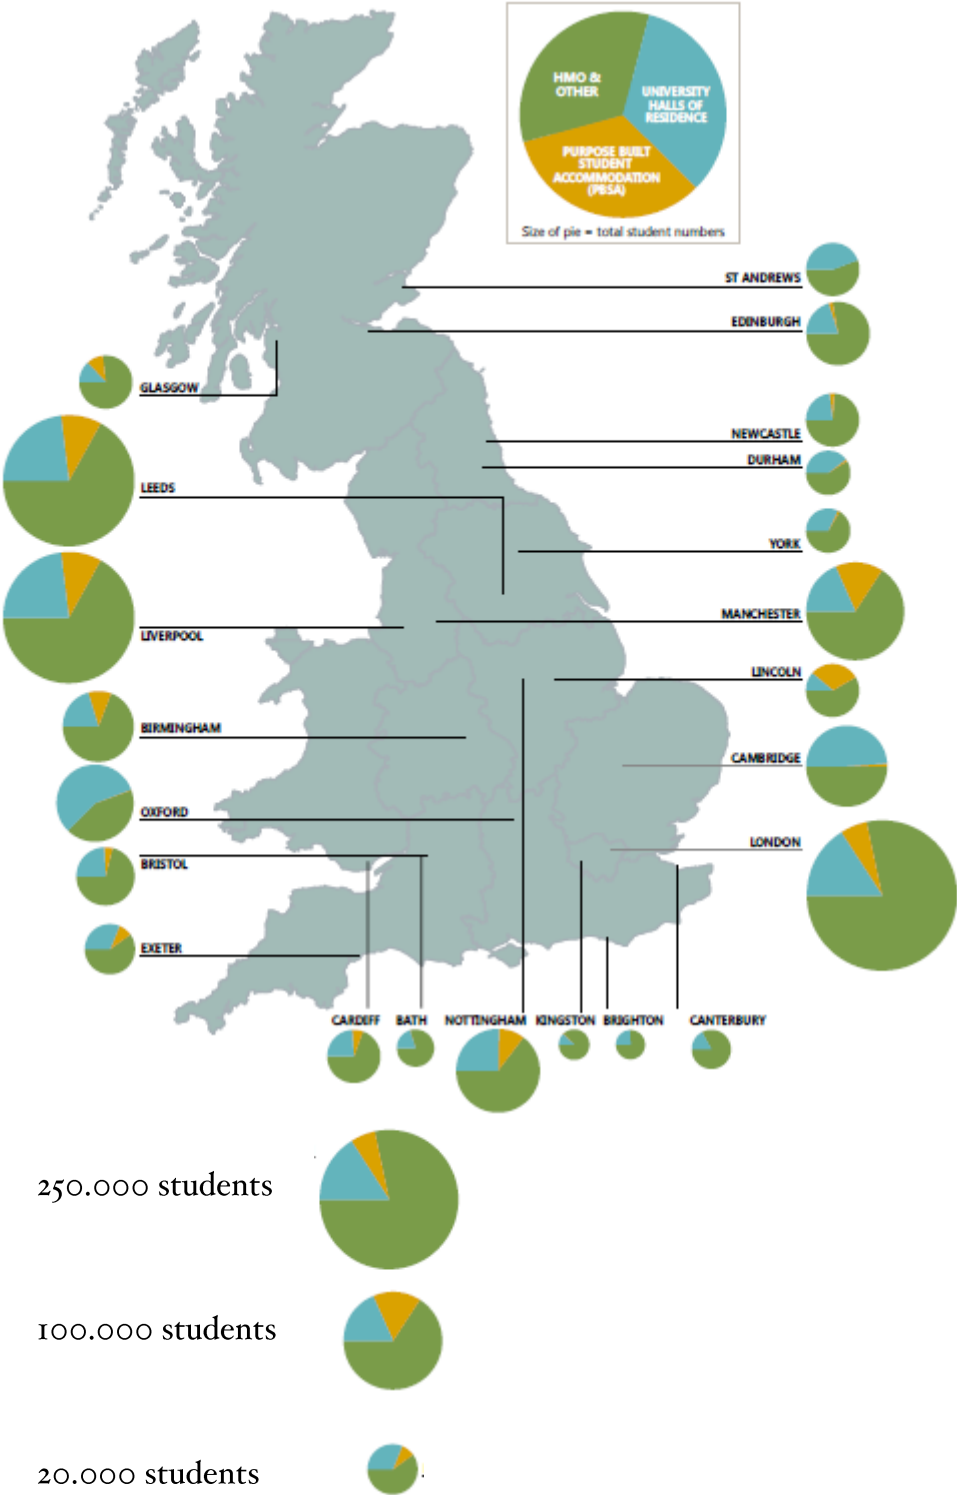 HMO &
OTHER
UNIVERSITY
HALLS OF
RESIDENCE
PURPOSE BUILT
STUDENT
ACCOMMODATION
(PBSA)
Size of pie = total student numbers
ST ANDREWS
EDINBURGH
GLASGOW
NEWCASTLE
DURHAM
LEEDS
YORK
MANCHESTER
LIVERPOOL
LINCOLN
BIRMINGHAM
CAMBRIDGE
OXFORD
LONDON
BRISTOL
EXETER
CARDIFF BATH NOTTINGHAM KINGSTON BRIGHTON CANTERBURY
250.000 students
100.000 students
20.000 students